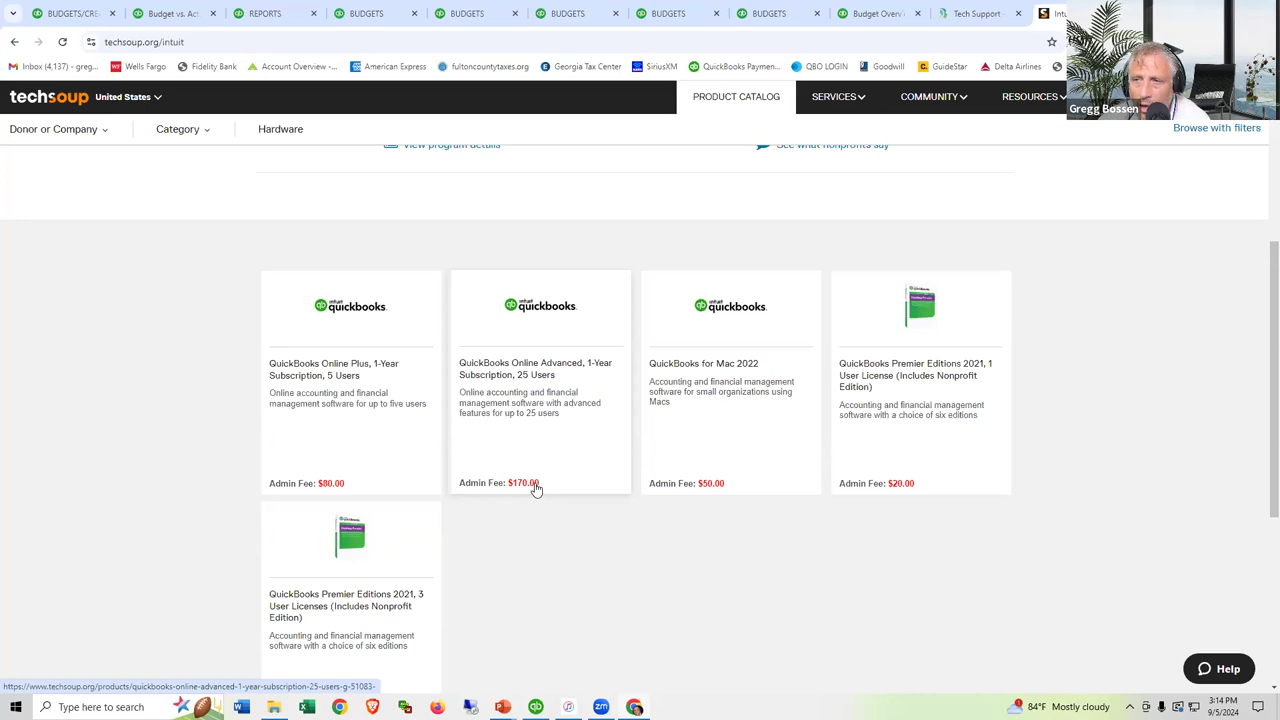 BUDGETS/CRE
Budget vs. Act
REPORTS
BUDGETS
BUDGETS
BUDGETS
BUDGETS
BUDGETS
Budget Overv
Tech Support
Intu
techsoup.org/intuit
Inbox (4,137) - greg...
Wells Fargo
Fidelity Bank
Account Overview -...
American Express
fultoncountytaxes.org
Georgia Tax Center
SiriusXM
QuickBooks Paymen...
QBO LOGIN
Goodwill
GuideStar
Delta Airlines
techsoup United States
PRODUCT CATALOG
SERVICES
COMMUNITY
RESOURCES
Gregg Bossen
Donor or Company
Category
Hardware
Browse with filters
View program details
See what nonprofits say
intuit quickbooks.
QuickBooks Online Plus, 1-Year
Subscription, 5 Users
Online accounting and financial
management software for up to five users
Admin Fee: $80.00
intuit quickbooks.
QuickBooks Online Advanced, 1-Year
Subscription, 25 Users
Online accounting and financial
management software with advanced
features for up to 25 users
Admin Fee: $170.00
intuit quickbooks.
QuickBooks for Mac 2022
Accounting and financial management
software for small organizations using
Macs
Admin Fee: $50.00
QuickBooks Premier Editions 2021, 1
User License (Includes Nonprofit
Edition)
Accounting and financial management
software with a choice of six editions
Admin Fee: $20.00
QuickBooks Premier Editions 2021, 3
User Licenses (Includes Nonprofit
Edition)
Accounting and financial management
software with a choice of six editions
Help
https://www.techsoup.org/products/quickbooks-online-advanced-1-year-subscription-25-users-g-51083-
Type here to search
84°F Mostly cloudy
3:14 PM
9/5/2024